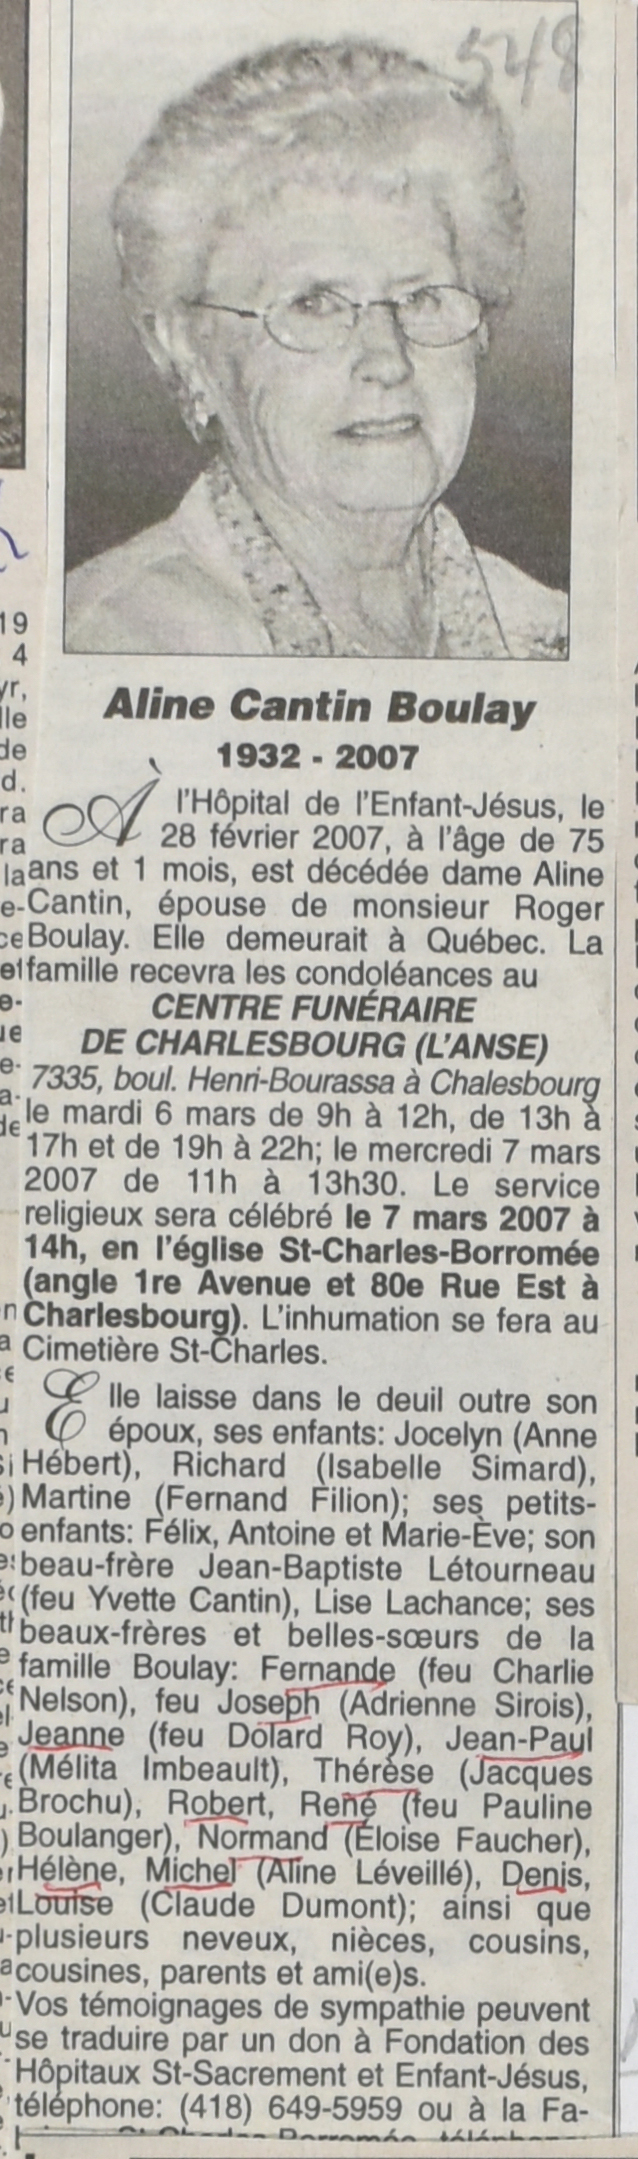 548
Aline Cantin Boulay
1932 - 2007
À l'Hôpital de l'Enfant-Jésus, le
28 février 2007, à l'âge de 75
ans et 1 mois, est décédée dame Aline
Cantin, épouse de monsieur Roger
Boulay. Elle demeurait à Québec. La
famille recevra les condoléances au
CENTRE FUNÉRAIRE
DE CHARLESBOURG (L'ANSE)
7335, boul. Henri-Bourassa à Chalesbourg
le mardi 6 mars de 9h à 12h, de 13h à
17h et de 19h à 22h; le mercredi 7 mars
2007 de 11h à 13h30. Le service
religieux sera célébré le 7 mars 2007 à
14h, en l'église St-Charles-Borromée
(angle 1re Avenue et 80e Rue Est à
Charlesbourg). L'inhumation se fera au
Cimetière St-Charles.
Elle laisse dans le deuil outre son
époux, ses enfants: Jocelyn (Anne
Hébert), Richard (Isabelle Simard),
Martine (Fernand Filion); ses petits-
enfants: Félix, Antoine et Marie-Ève; son
beau-frère Jean-Baptiste Létourneau
(feu Yvette Cantin), Lise Lachance; ses
beaux-frères et belles-sœurs de la
famille Boulay: Fernande (feu Charlie
Nelson), feu Joseph (Adrienne Sirois),
Jeanne (feu Dolard Roy), Jean-Paul
(Mélita Imbeault), Thérèse (Jacques
Brochu), Robert, René (feu Pauline
Boulanger), Normand (Éloise Faucher),
Hélène, Michel (Aline Léveillé), Denis,
Louise (Claude Dumont); ainsi que
plusieurs neveux, nièces, cousins,
cousines, parents et ami(e)s.
Vos témoignages de sympathie peuvent
se traduire par un don à Fondation des
Hôpitaux St-Sacrement et Enfant-Jésus,
téléphone: (418) 649-5959 ou à la Fa-